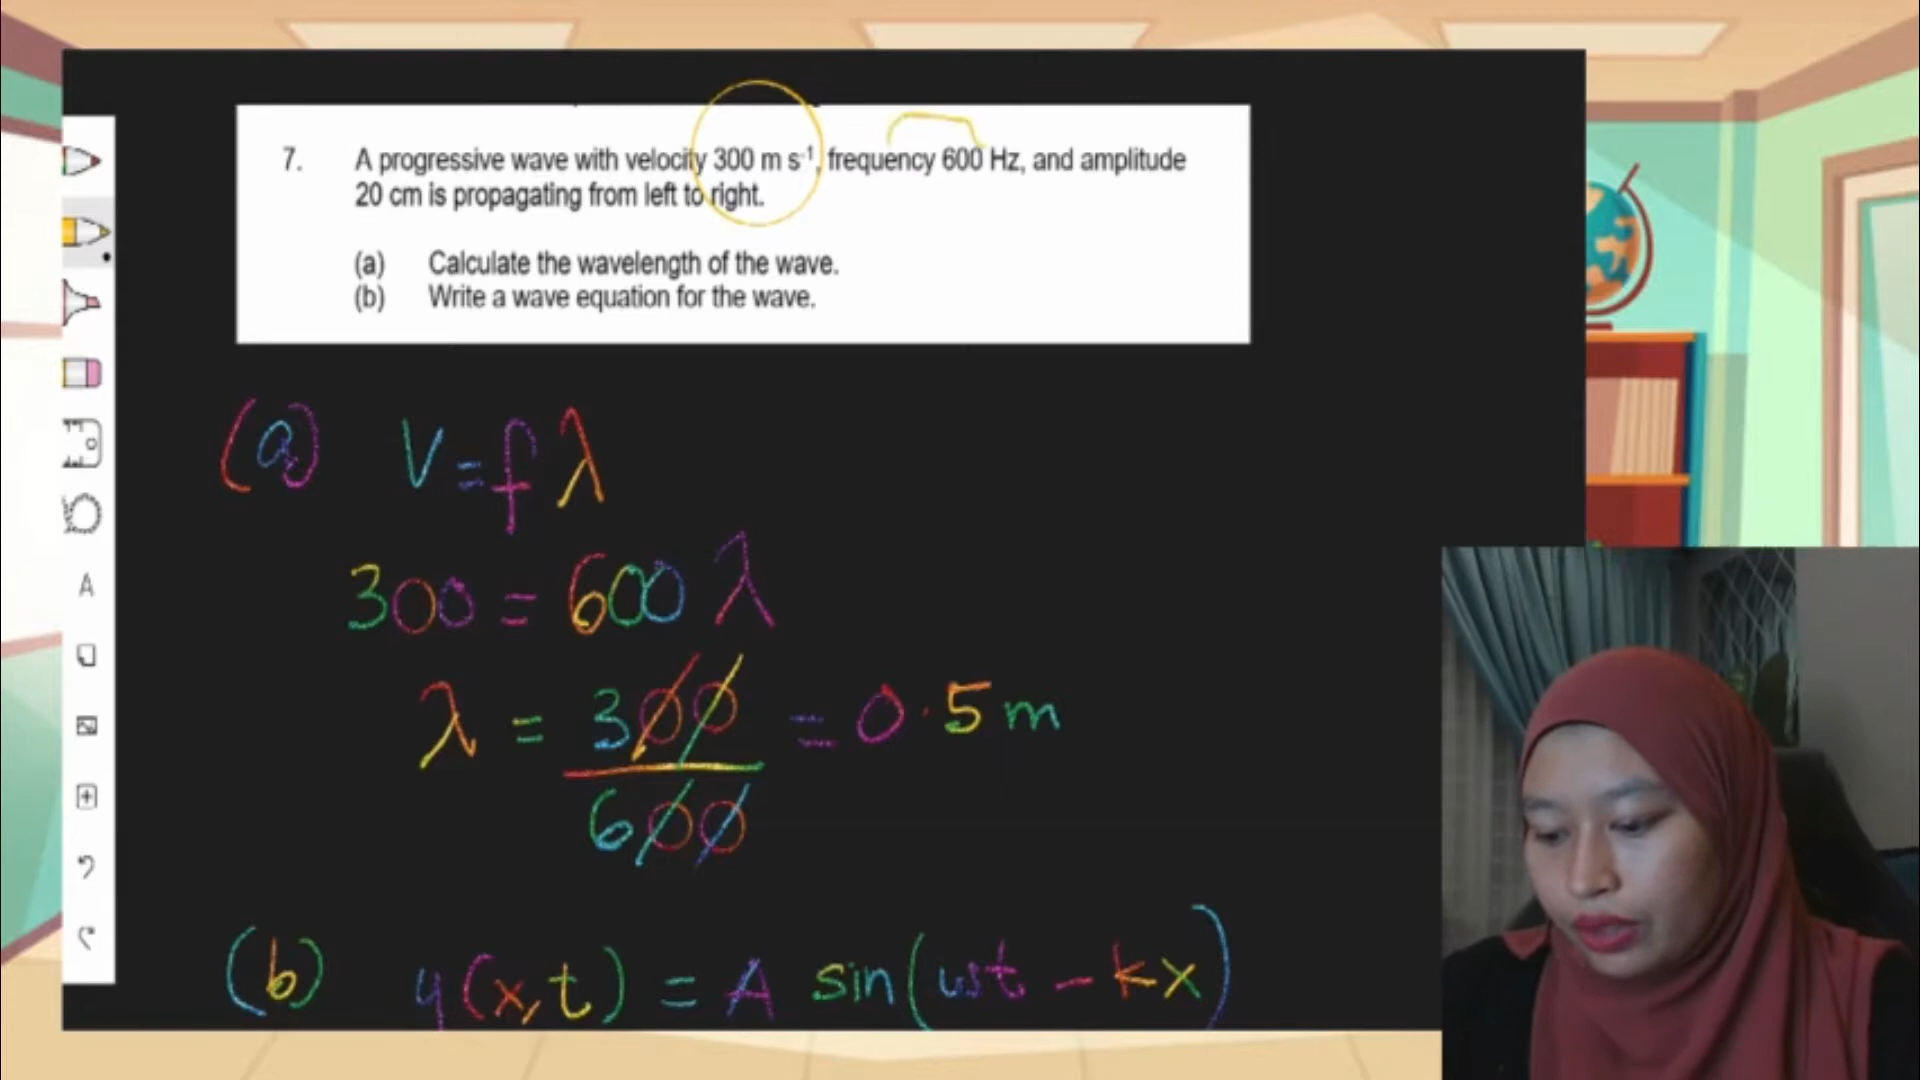 7. A progressive wave with velocity 300 m s⁻¹, frequency 600 Hz, and amplitude
20 cm is propagating from left to right.
(a) Calculate the wavelength of the wave.
(b) Write a wave equation for the wave.
(a) V = f λ
300 = 600 λ
λ = 300/600 = 0.5 m
(b) y(x,t) = A sin(ωt - kx)
A